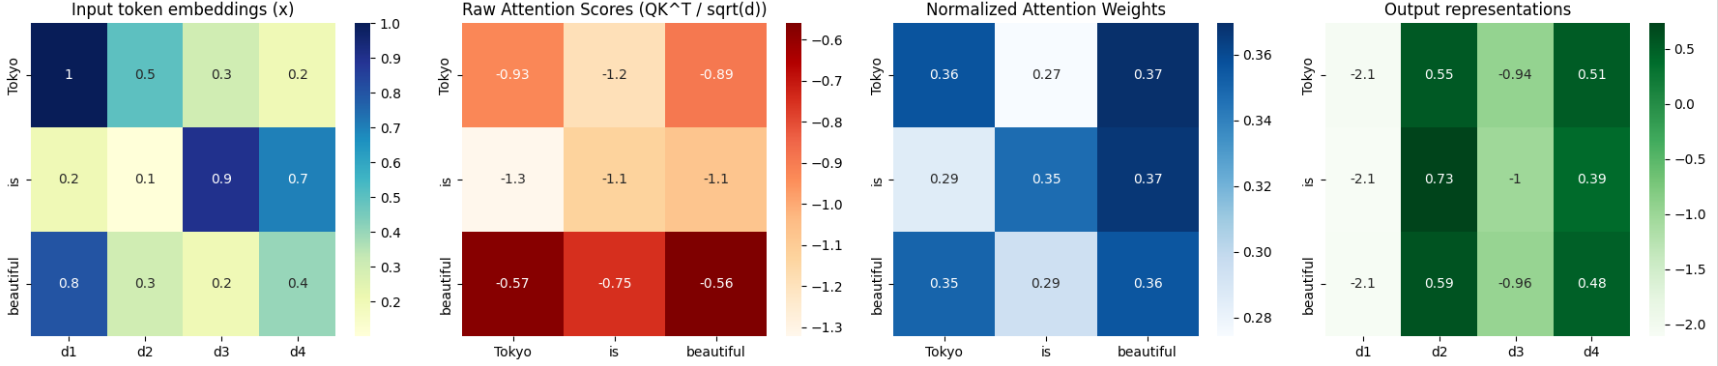 Input token embeddings (x)
Tokyo
is
beautiful
1 0.5 0.3 0.2
0.2 0.1 0.9 0.7
0.8 0.3 0.2 0.4
d1 d2 d3 d4
1.0
0.9
0.8
0.7
0.6
0.5
0.4
0.3
0.2
Raw Attention Scores (QK^T / sqrt(d))
Tokyo
is
beautiful
-0.93 -1.2 -0.89
-1.3 -1.1 -1.1
-0.57 -0.75 -0.56
Tokyo is beautiful
−0.6
−0.7
−0.8
−0.9
−1.0
−1.1
−1.2
−1.3
Normalized Attention Weights
Tokyo
is
beautiful
0.36 0.27 0.37
0.29 0.35 0.37
0.35 0.29 0.36
Tokyo is beautiful
0.36
0.34
0.32
0.30
0.28
Output representations
Tokyo
is
beautiful
-2.1 0.55 -0.94 0.51
-2.1 0.73 -1 0.39
-2.1 0.59 -0.96 0.48
d1 d2 d3 d4
0.5
0.0
−0.5
−1.0
−1.5
−2.0